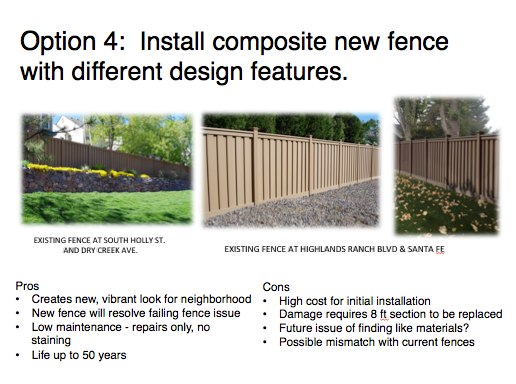 Option 4:  Install composite new fence
with different design features.
EXISTING FENCE AT SOUTH HOLLY ST.
AND DRY CREEK AVE.
EXISTING FENCE AT HIGHLANDS RANCH BLVD & SANTA FE
Pros
• Creates new, vibrant look for neighborhood
• New fence will resolve failing fence issue
• Low maintenance - repairs only, no
staining
• Life up to 50 years
Cons
• High cost for initial installation
• Damage requires 8 ft section to be replaced
• Future issue of finding like materials?
• Possible mismatch with current fences